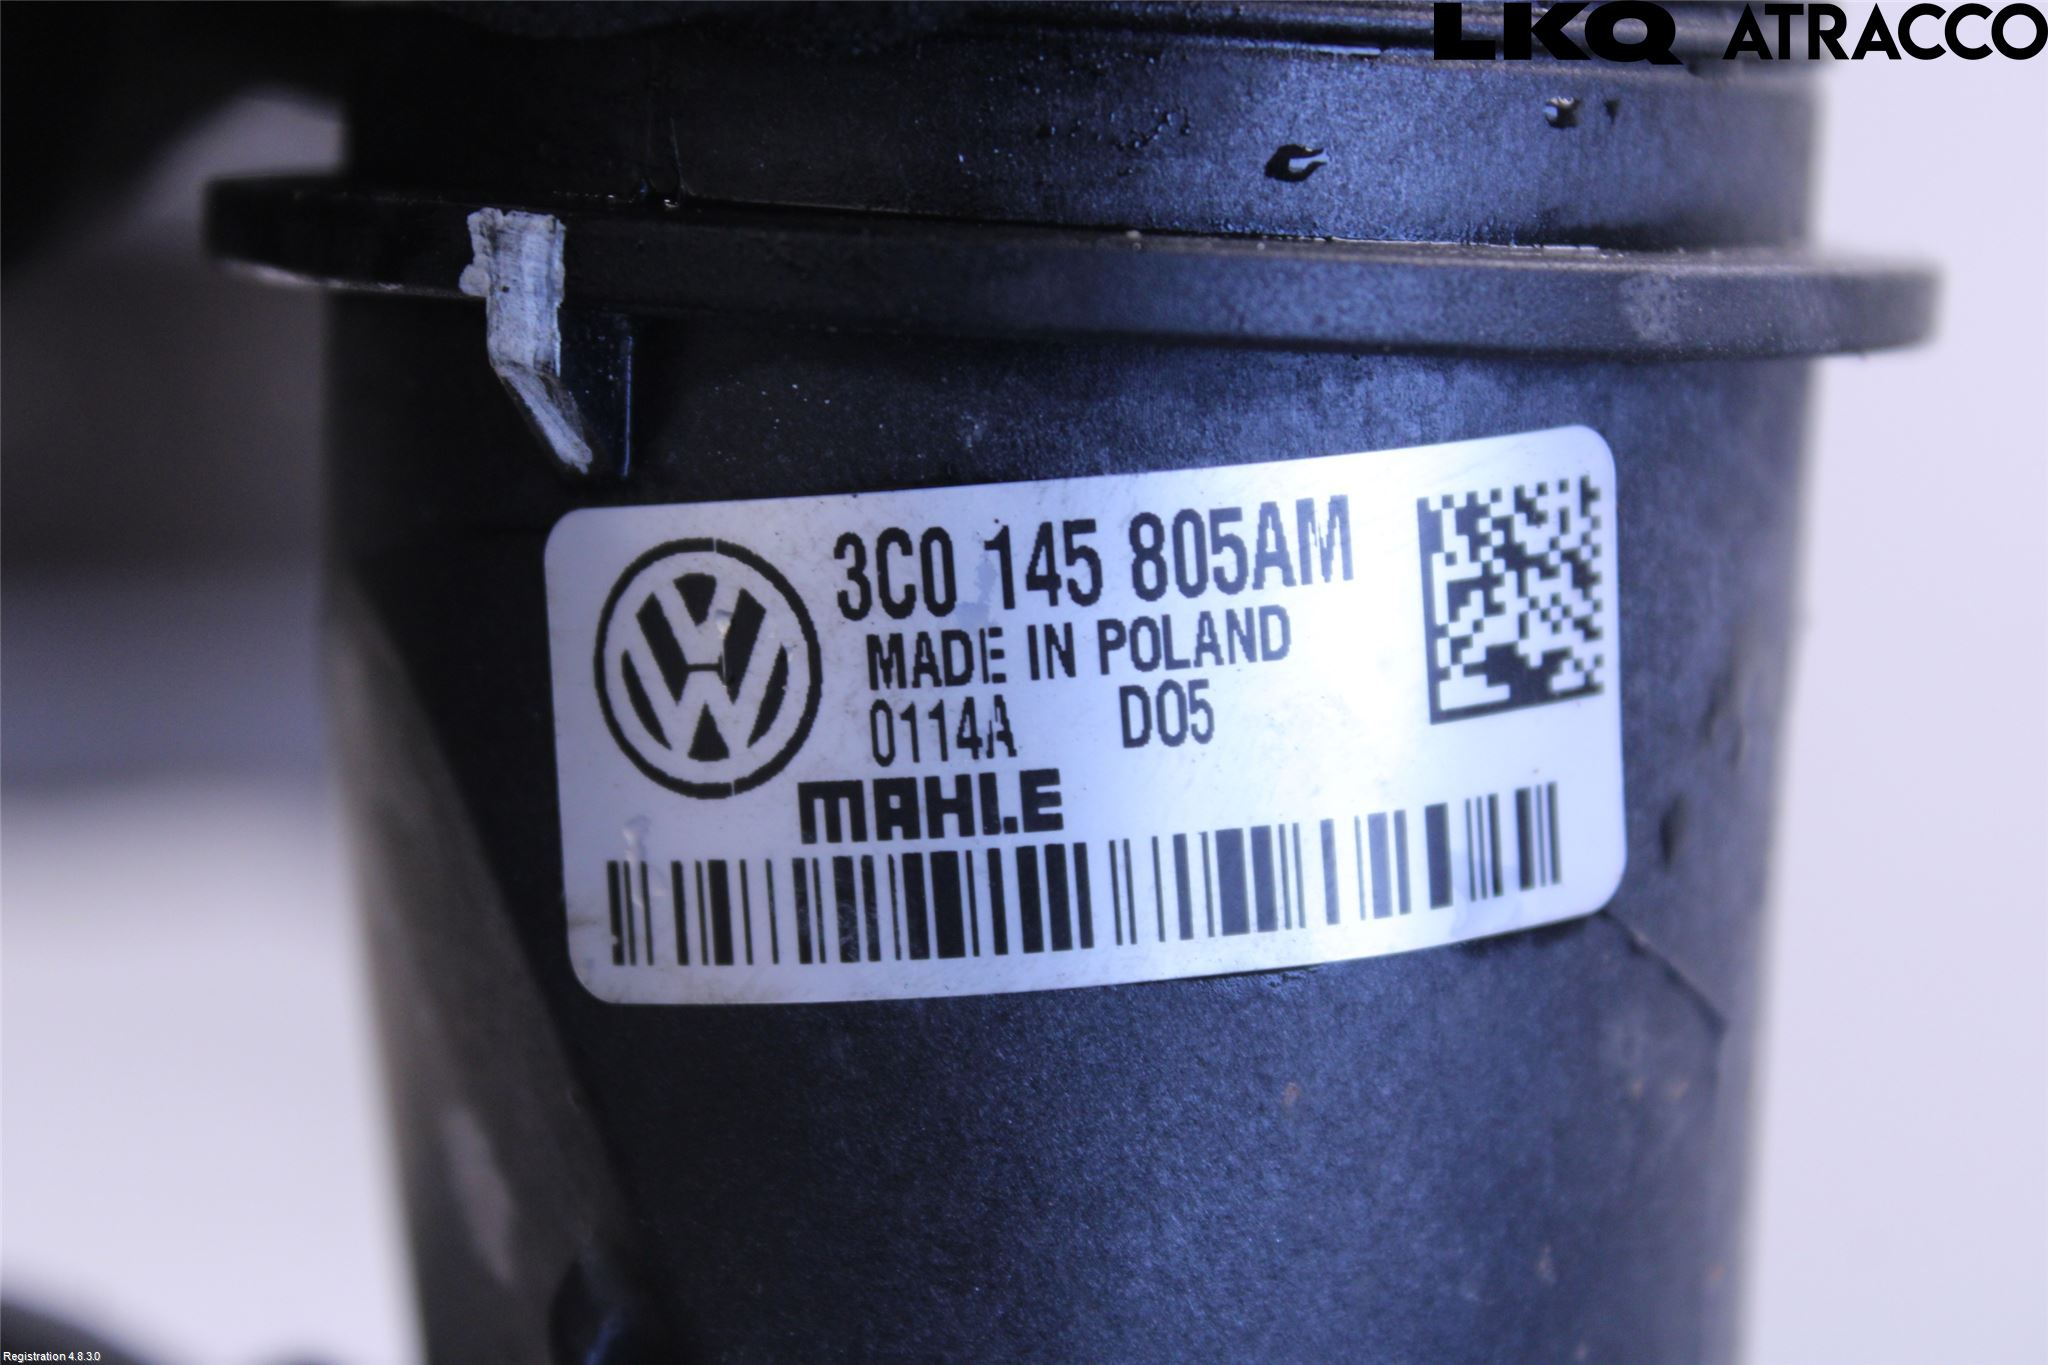 LKQ ATRACCO
3C0 145 805AM
MADE IN POLAND
0114A D05
MAHLE
Registration 4.8.3.0